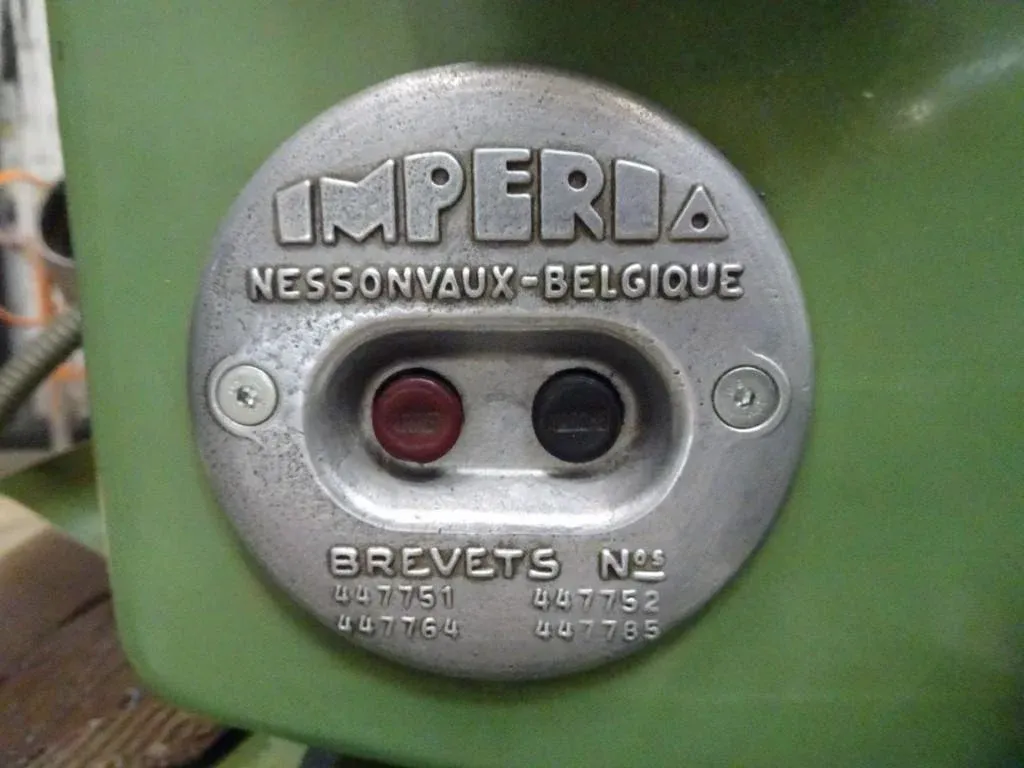 IMPERIA
NESSONVAUX-BELGIQUE
BREVETS Nos
447751 447752
447764 447785